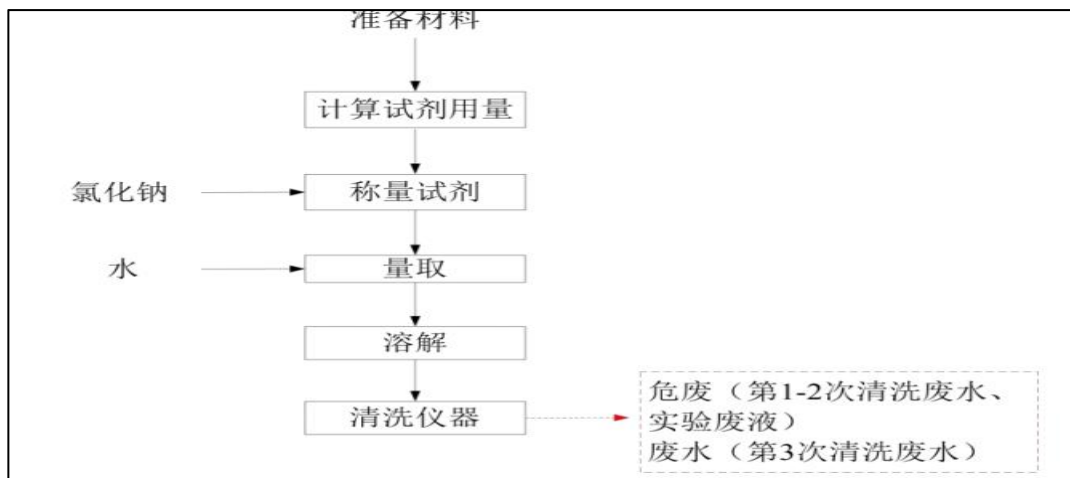 准备材料
计算试剂用量
氯化钠
称量试剂
水
量取
溶解
清洗仪器
危废（第1-2次清洗废水、
实验废液）
废水（第3次清洗废水）